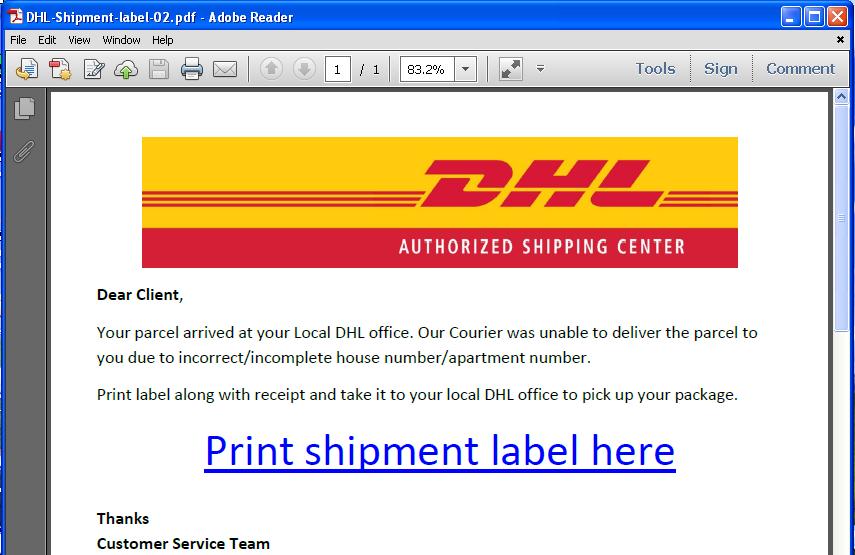 DHL-Shipment-label-02.pdf - Adobe Reader
File Edit View Window Help
1 / 1 83.2% Tools Sign Comment
DHL
AUTHORIZED SHIPPING CENTER
Dear Client,
Your parcel arrived at your Local DHL office. Our Courier was unable to deliver the parcel to
you due to incorrect/incomplete house number/apartment number.
Print label along with receipt and take it to your local DHL office to pick up your package.
Print shipment label here
Thanks
Customer Service Team